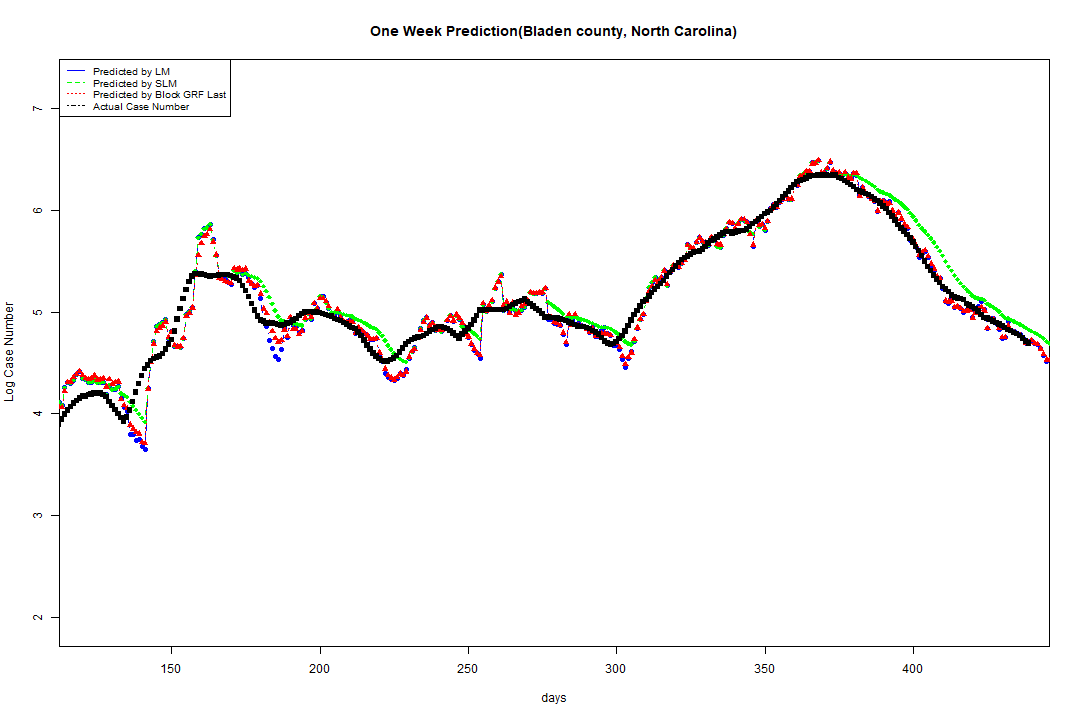 One Week Prediction(Bladen county, North Carolina)
Predicted by LM
Predicted by SLM
Predicted by Block GRF Last
Actual Case Number
7
6
5
4
3
2
Log Case Number
150 200 250 300 350 400
days